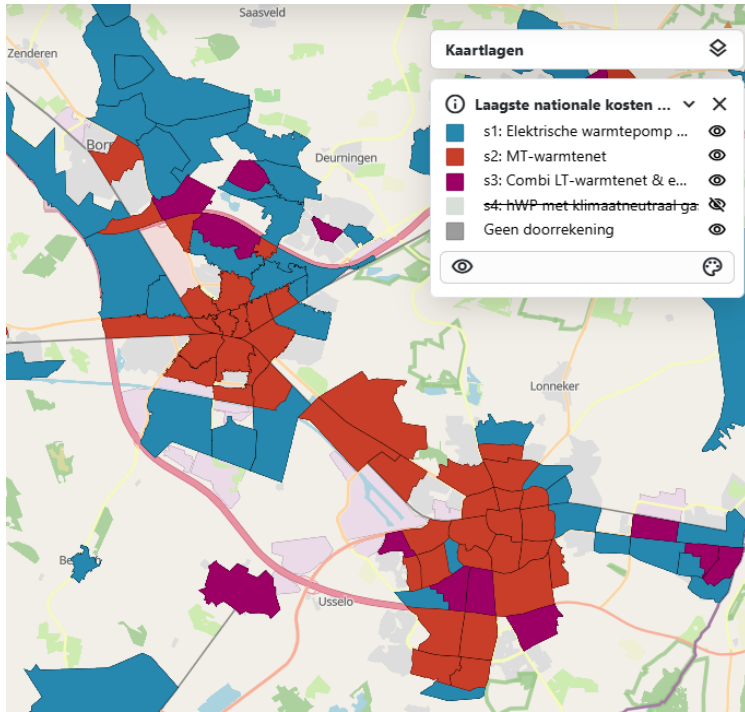 Saasveld
Zenderen
Kaartlagen
Laagste nationale kosten ...
s1: Elektrische warmtepomp ...
s2: MT-warmtenet
s3: Combi LT-warmtenet & e...
s4: hWP met klimaatneutraal ga
Geen doorrekening
Deurningen
Lonneker
Usselo